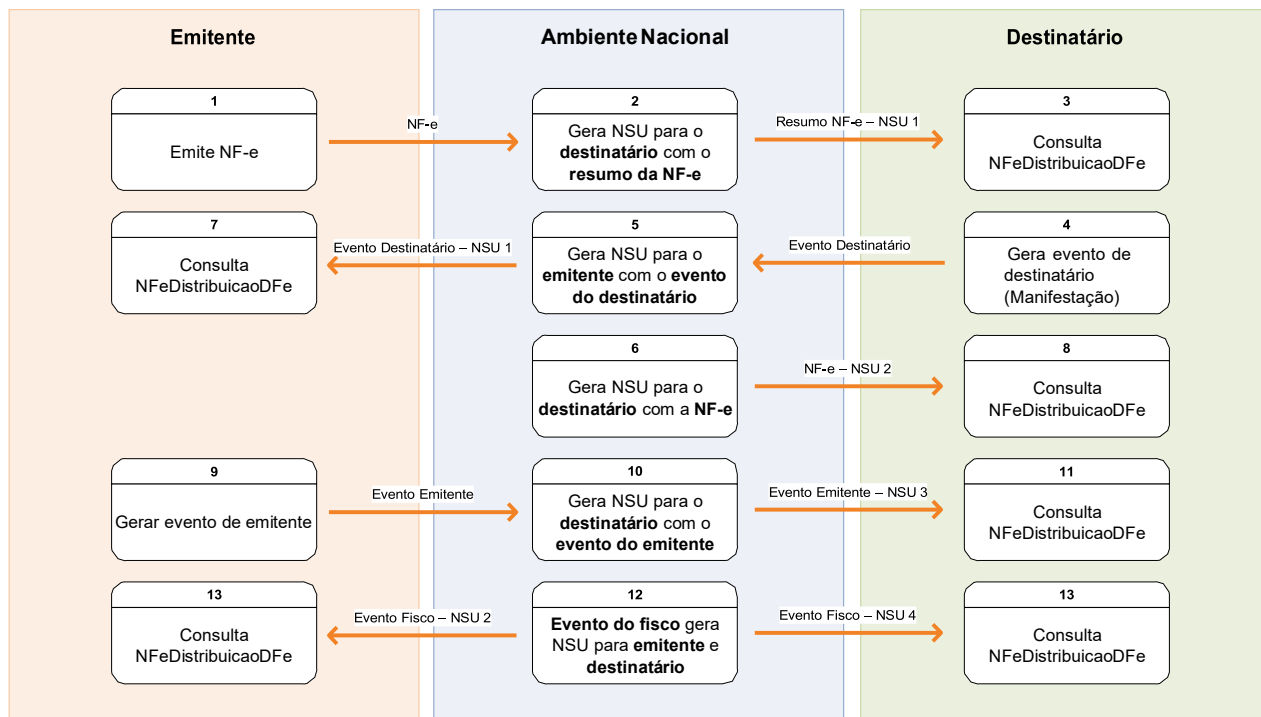 Emitente
Ambiente Nacional
Destinatário
1
Emite NF-e
NF-e
2
Gera NSU para o
destinatário com o
resumo da NF-e
Resumo NF-e – NSU 1
3
Consulta
NFeDistribuicaoDFe
7
Consulta
NFeDistribuicaoDFe
Evento Destinatário – NSU 1
5
Gera NSU para o
emitente com o evento
do destinatário
Evento Destinatário
4
Gera evento de
destinatário
(Manifestação)
6
Gera NSU para o
destinatário com a NF-e
NF-e – NSU 2
8
Consulta
NFeDistribuicaoDFe
9
Gerar evento de emitente
Evento Emitente
10
Gera NSU para o
destinatário com o
evento do emitente
Evento Emitente – NSU 3
11
Consulta
NFeDistribuicaoDFe
13
Consulta
NFeDistribuicaoDFe
Evento Fisco – NSU 2
12
Evento do fisco gera
NSU para emitente e
destinatário
Evento Fisco – NSU 4
13
Consulta
NFeDistribuicaoDFe